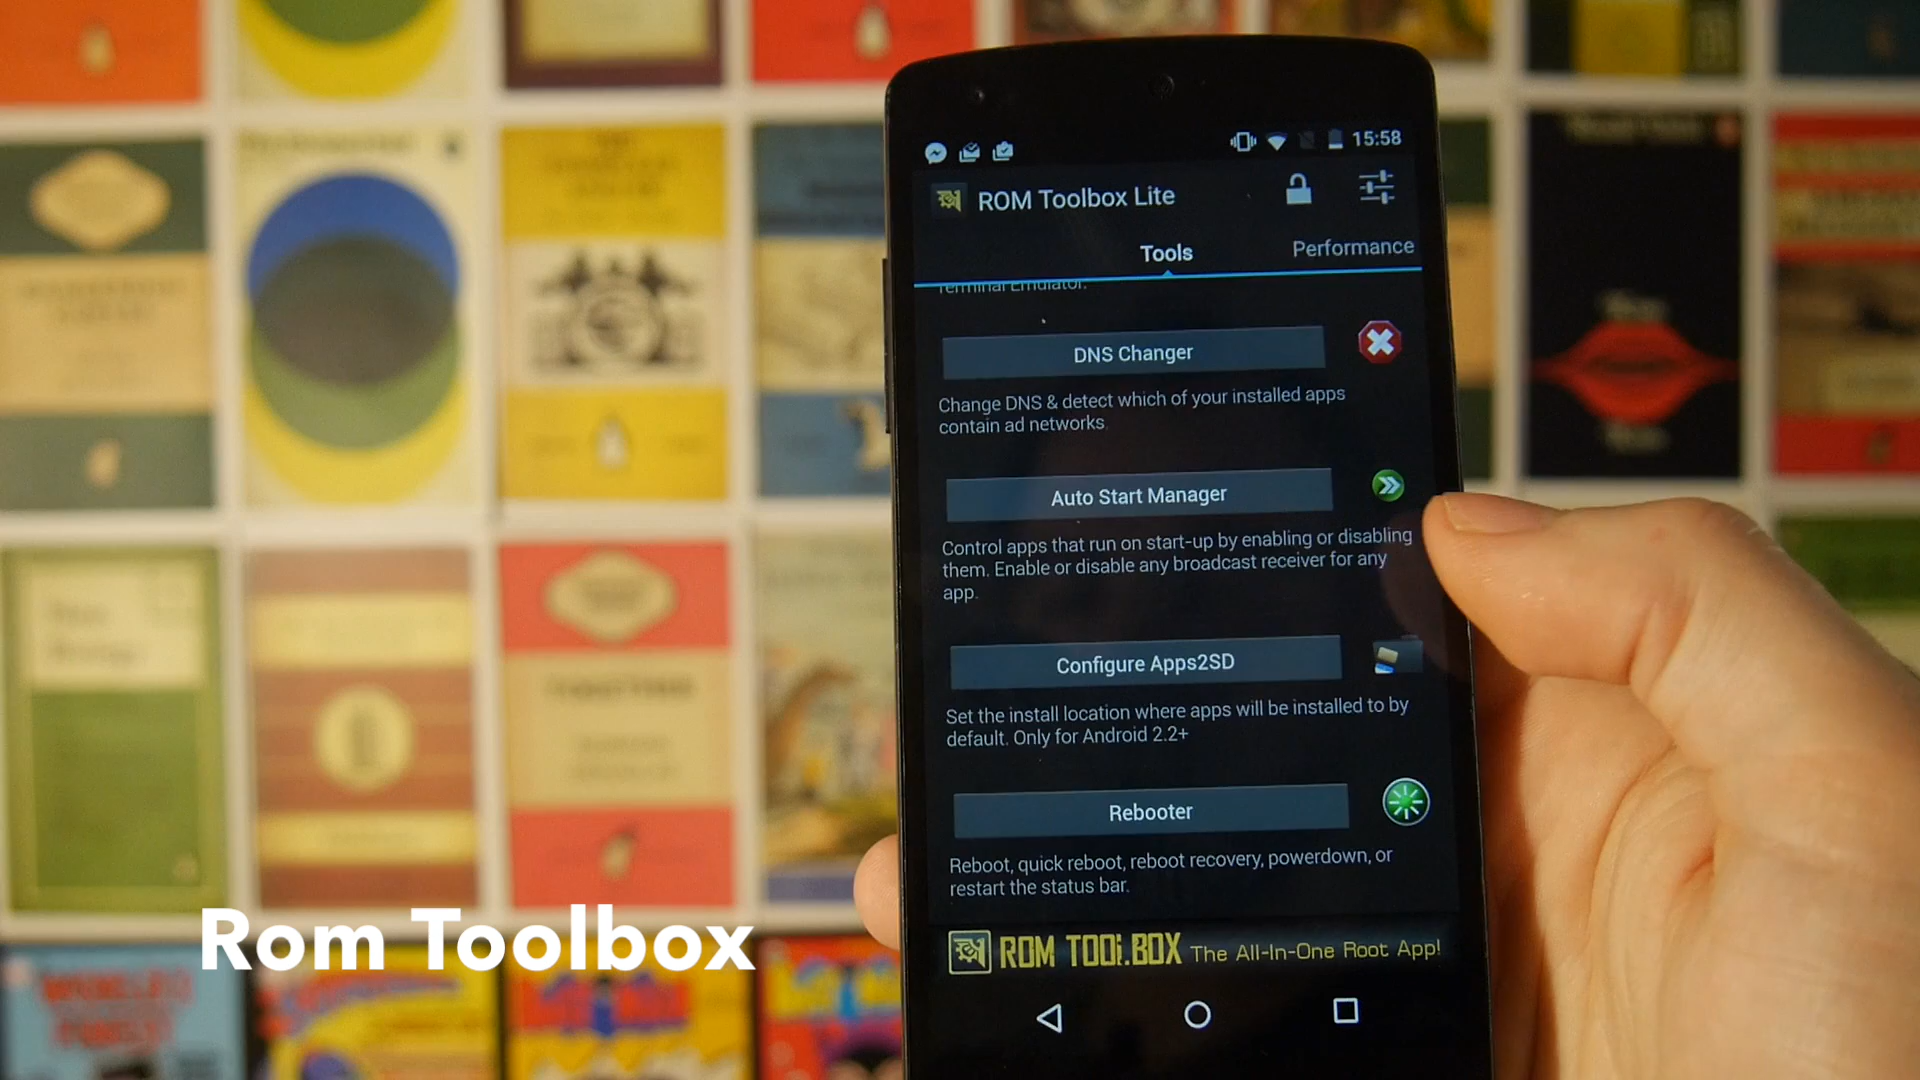 15:58
ROM Toolbox Lite
Tools
Performance
Terminal Emulator.
DNS Changer
Change DNS & detect which of your installed apps
contain ad networks.
Auto Start Manager
Control apps that run on start-up by enabling or disabling
them. Enable or disable any broadcast receiver for any
app.
Configure Apps2SD
Set the install location where apps will be installed to by
default. Only for Android 2.2+
Rebooter
Reboot, quick reboot, reboot recovery, powerdown, or
restart the status bar.
ROM TOOLBOX The All-In-One Root App!
Rom Toolbox